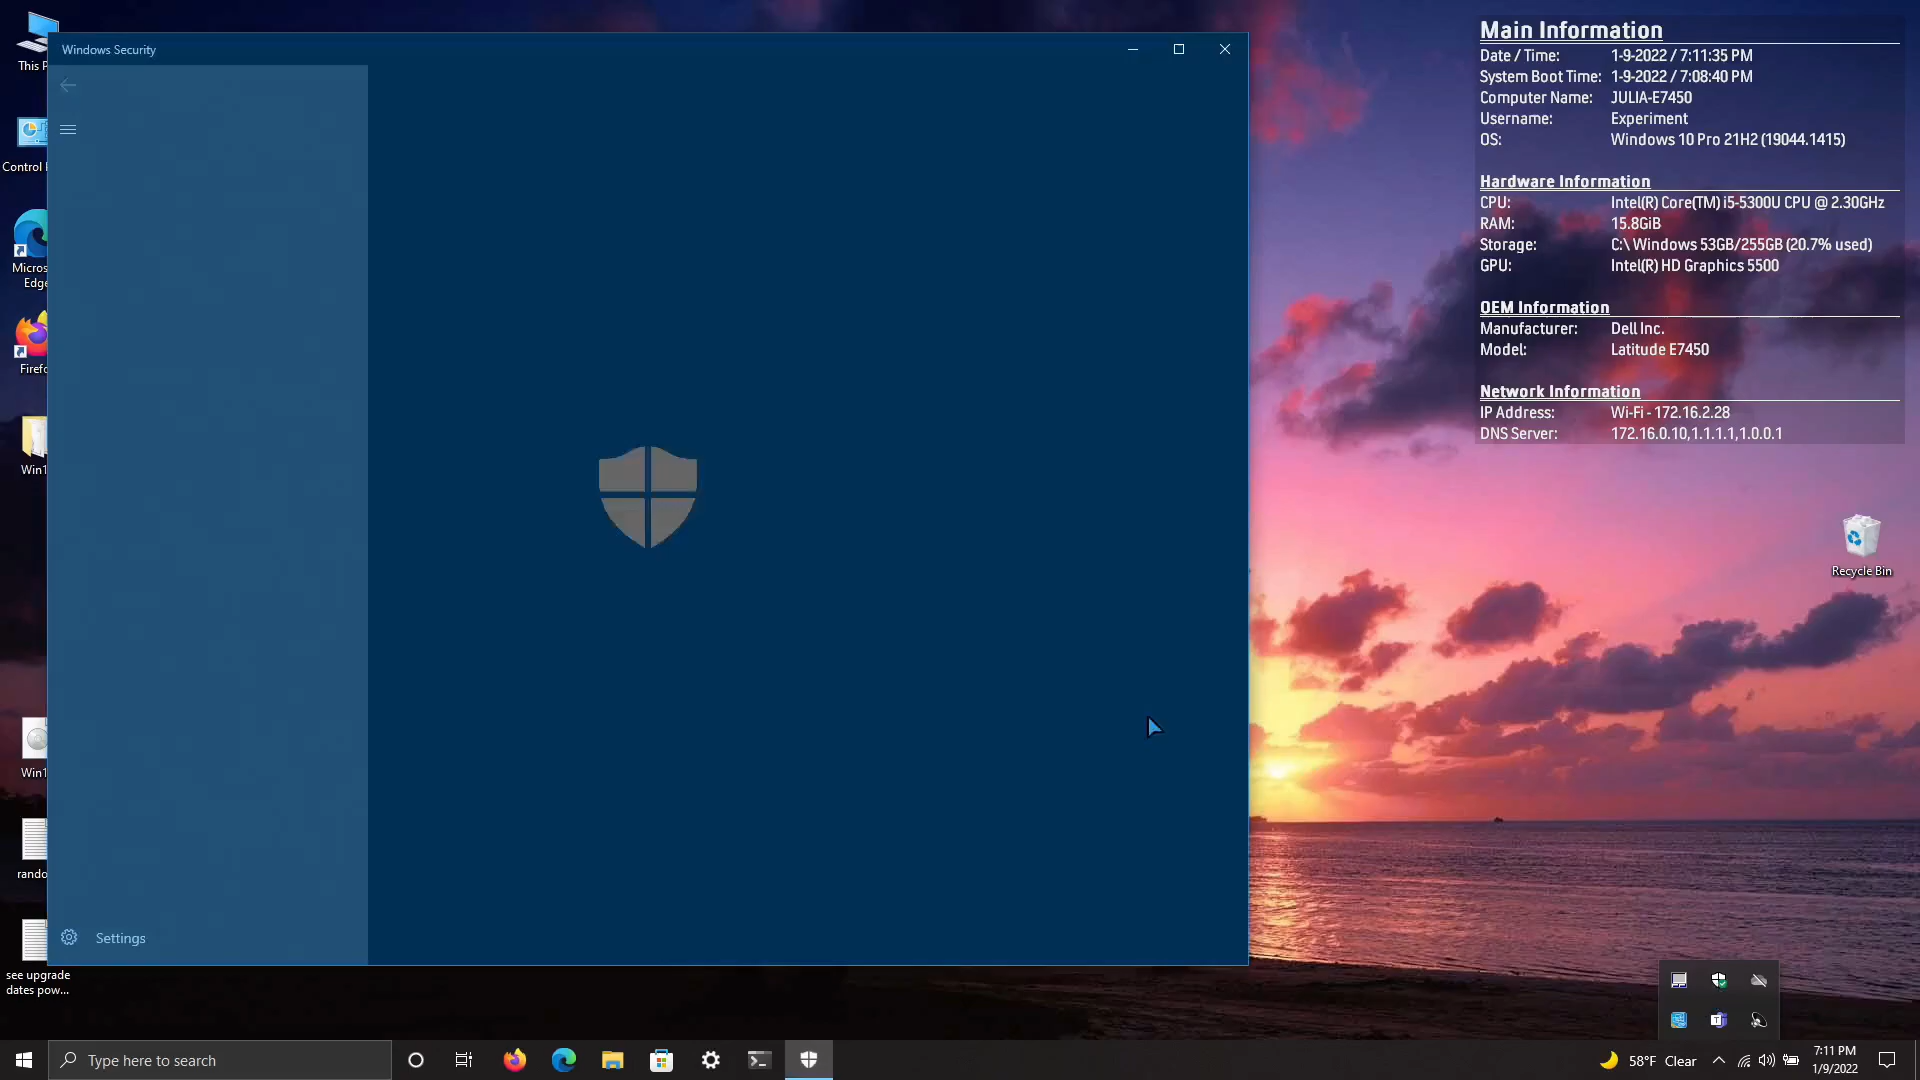 This P
Control
Micros
Edge
Firefo
Win1
Win1
rando
see upgrade
dates pow...
Windows Security
Settings
Main Information
Date / Time: 1-9-2022 / 7:11:35 PM
System Boot Time: 1-9-2022 / 7:08:40 PM
Computer Name: JULIA-E7450
Username: Experiment
OS: Windows 10 Pro 21H2 (19044.1415)
Hardware Information
CPU: Intel(R) Core(TM) i5-5300U CPU @ 2.30GHz
RAM: 15.8GiB
Storage: C:\ Windows 53GB/255GB (20.7% used)
GPU: Intel(R) HD Graphics 5500
OEM Information
Manufacturer: Dell Inc.
Model: Latitude E7450
Network Information
IP Address: Wi-Fi - 172.16.2.28
DNS Server: 172.16.0.10,1.1.1.1,1.0.0.1
Recycle Bin
Type here to search
58°F Clear
7:11 PM
1/9/2022